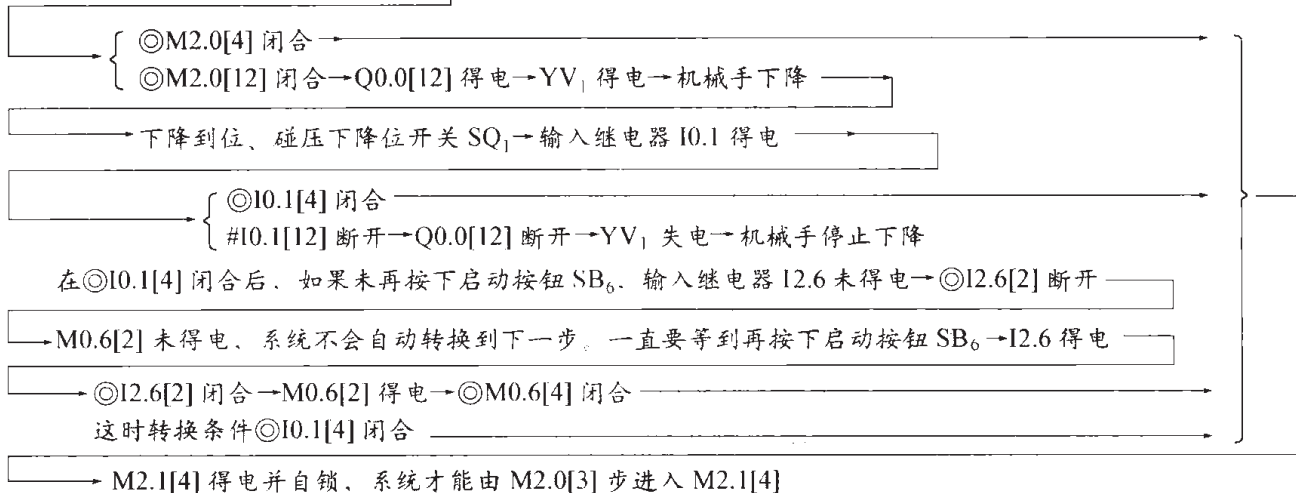 ◎M2.0[4] 闭合→
◎M2.0[12] 闭合→Q0.0[12] 得电→YV₁ 得电→机械手下降
下降到位、碰压下降位开关 SQ₁→输入继电器 I0.1 得电
◎I0.1[4] 闭合
#I0.1[12] 断开→Q0.0[12] 断开→YV₁ 失电→机械手停止下降
在◎I0.1[4] 闭合后、如果未再按下启动按钮 SB₆、输入继电器 I2.6 未得电→◎I2.6[2] 断开
M0.6[2] 未得电、系统不会自动转换到下一步。一直要等到再按下启动按钮 SB₆→I2.6 得电
◎I2.6[2] 闭合→M0.6[2] 得电→◎M0.6[4] 闭合
这时转换条件◎I0.1[4] 闭合
M2.1[4] 得电并自锁、系统才能由 M2.0[3] 步进入 M2.1[4]